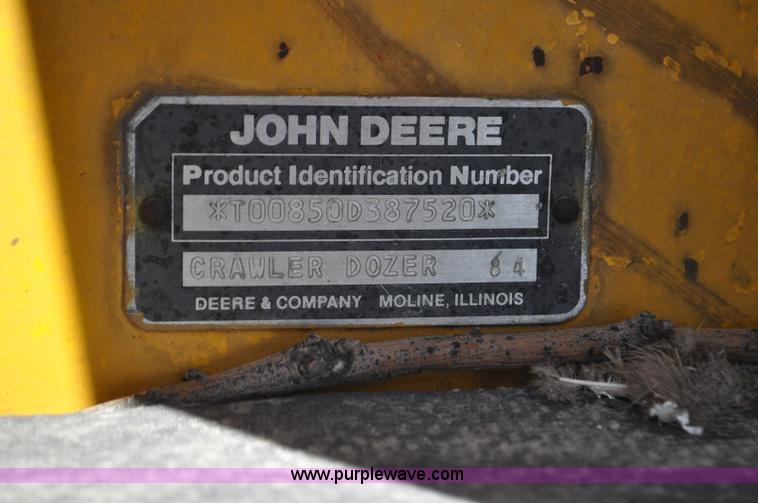 JOHN DEERE
Product Identification Number
*T00850D387520*
CRAWLER DOZER 84
DEERE & COMPANY MOLINE, ILLINOIS
www.purplewave.com